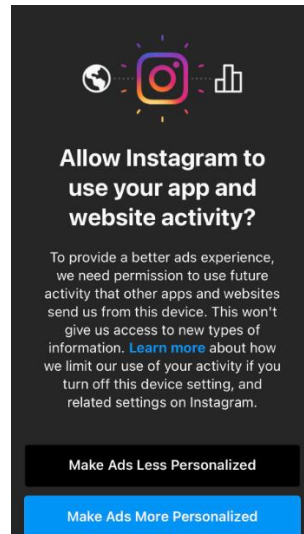 Allow Instagram to
use your app and
website activity?
To provide a better ads experience,
we need permission to use future
activity that other apps and websites
send us from this device. This won't
give us access to new types of
information. Learn more about how
we limit our use of your activity if you
turn off this device setting, and
related settings on Instagram.
Make Ads Less Personalized
Make Ads More Personalized